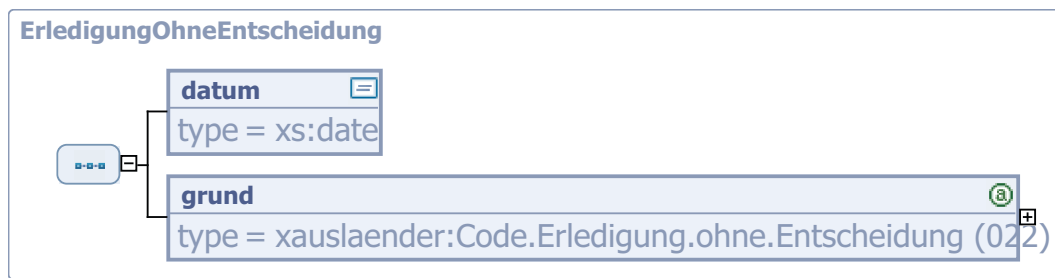 ErledigungOhneEntscheidung
datum
type = xs:date
grund
type = xauslaender:Code.Erledigung.ohne.Entscheidung (022)